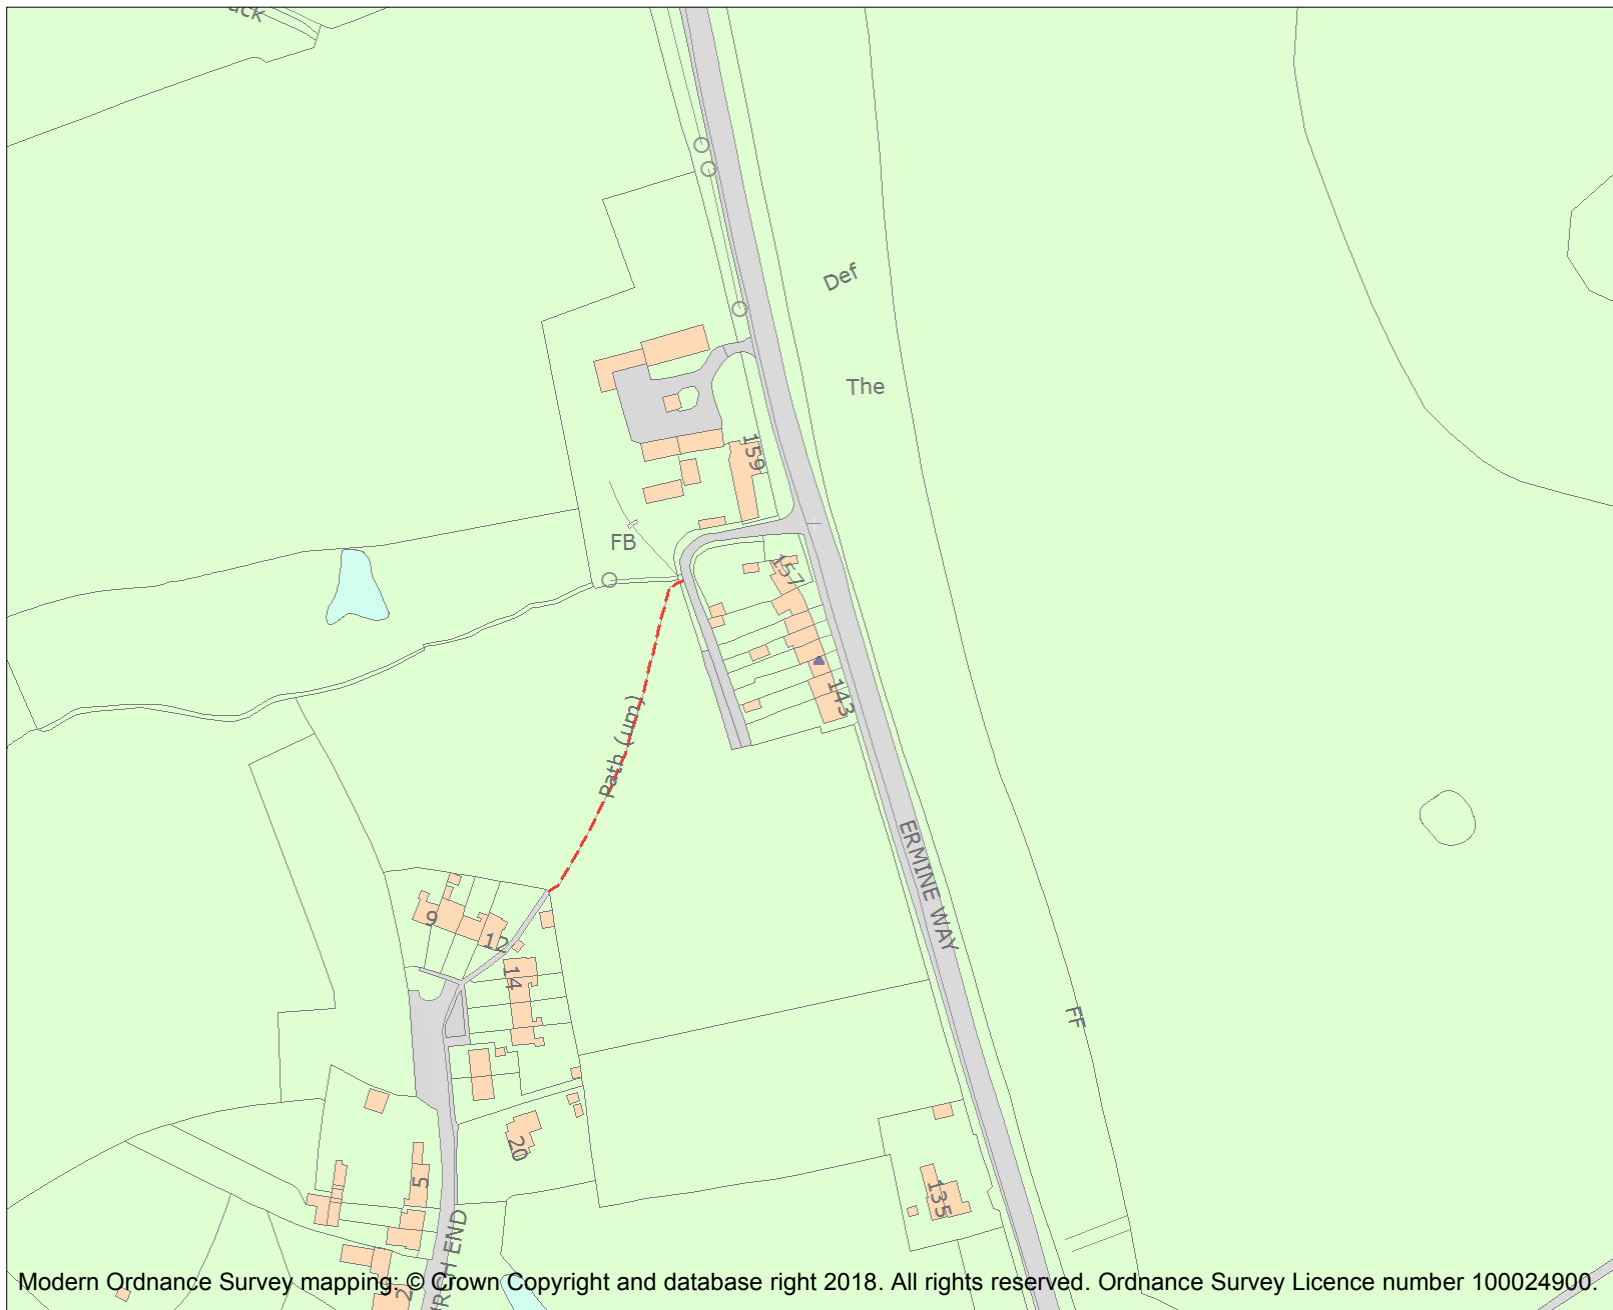 Def
The
159
FB
157
143
Path (um)
ERMINE WAY
9
12
14
FF
20
5
135
END
2
Modern Ordnance Survey mapping: © Crown Copyright and database right 2018. All rights reserved. Ordnance Survey Licence number 100024900.